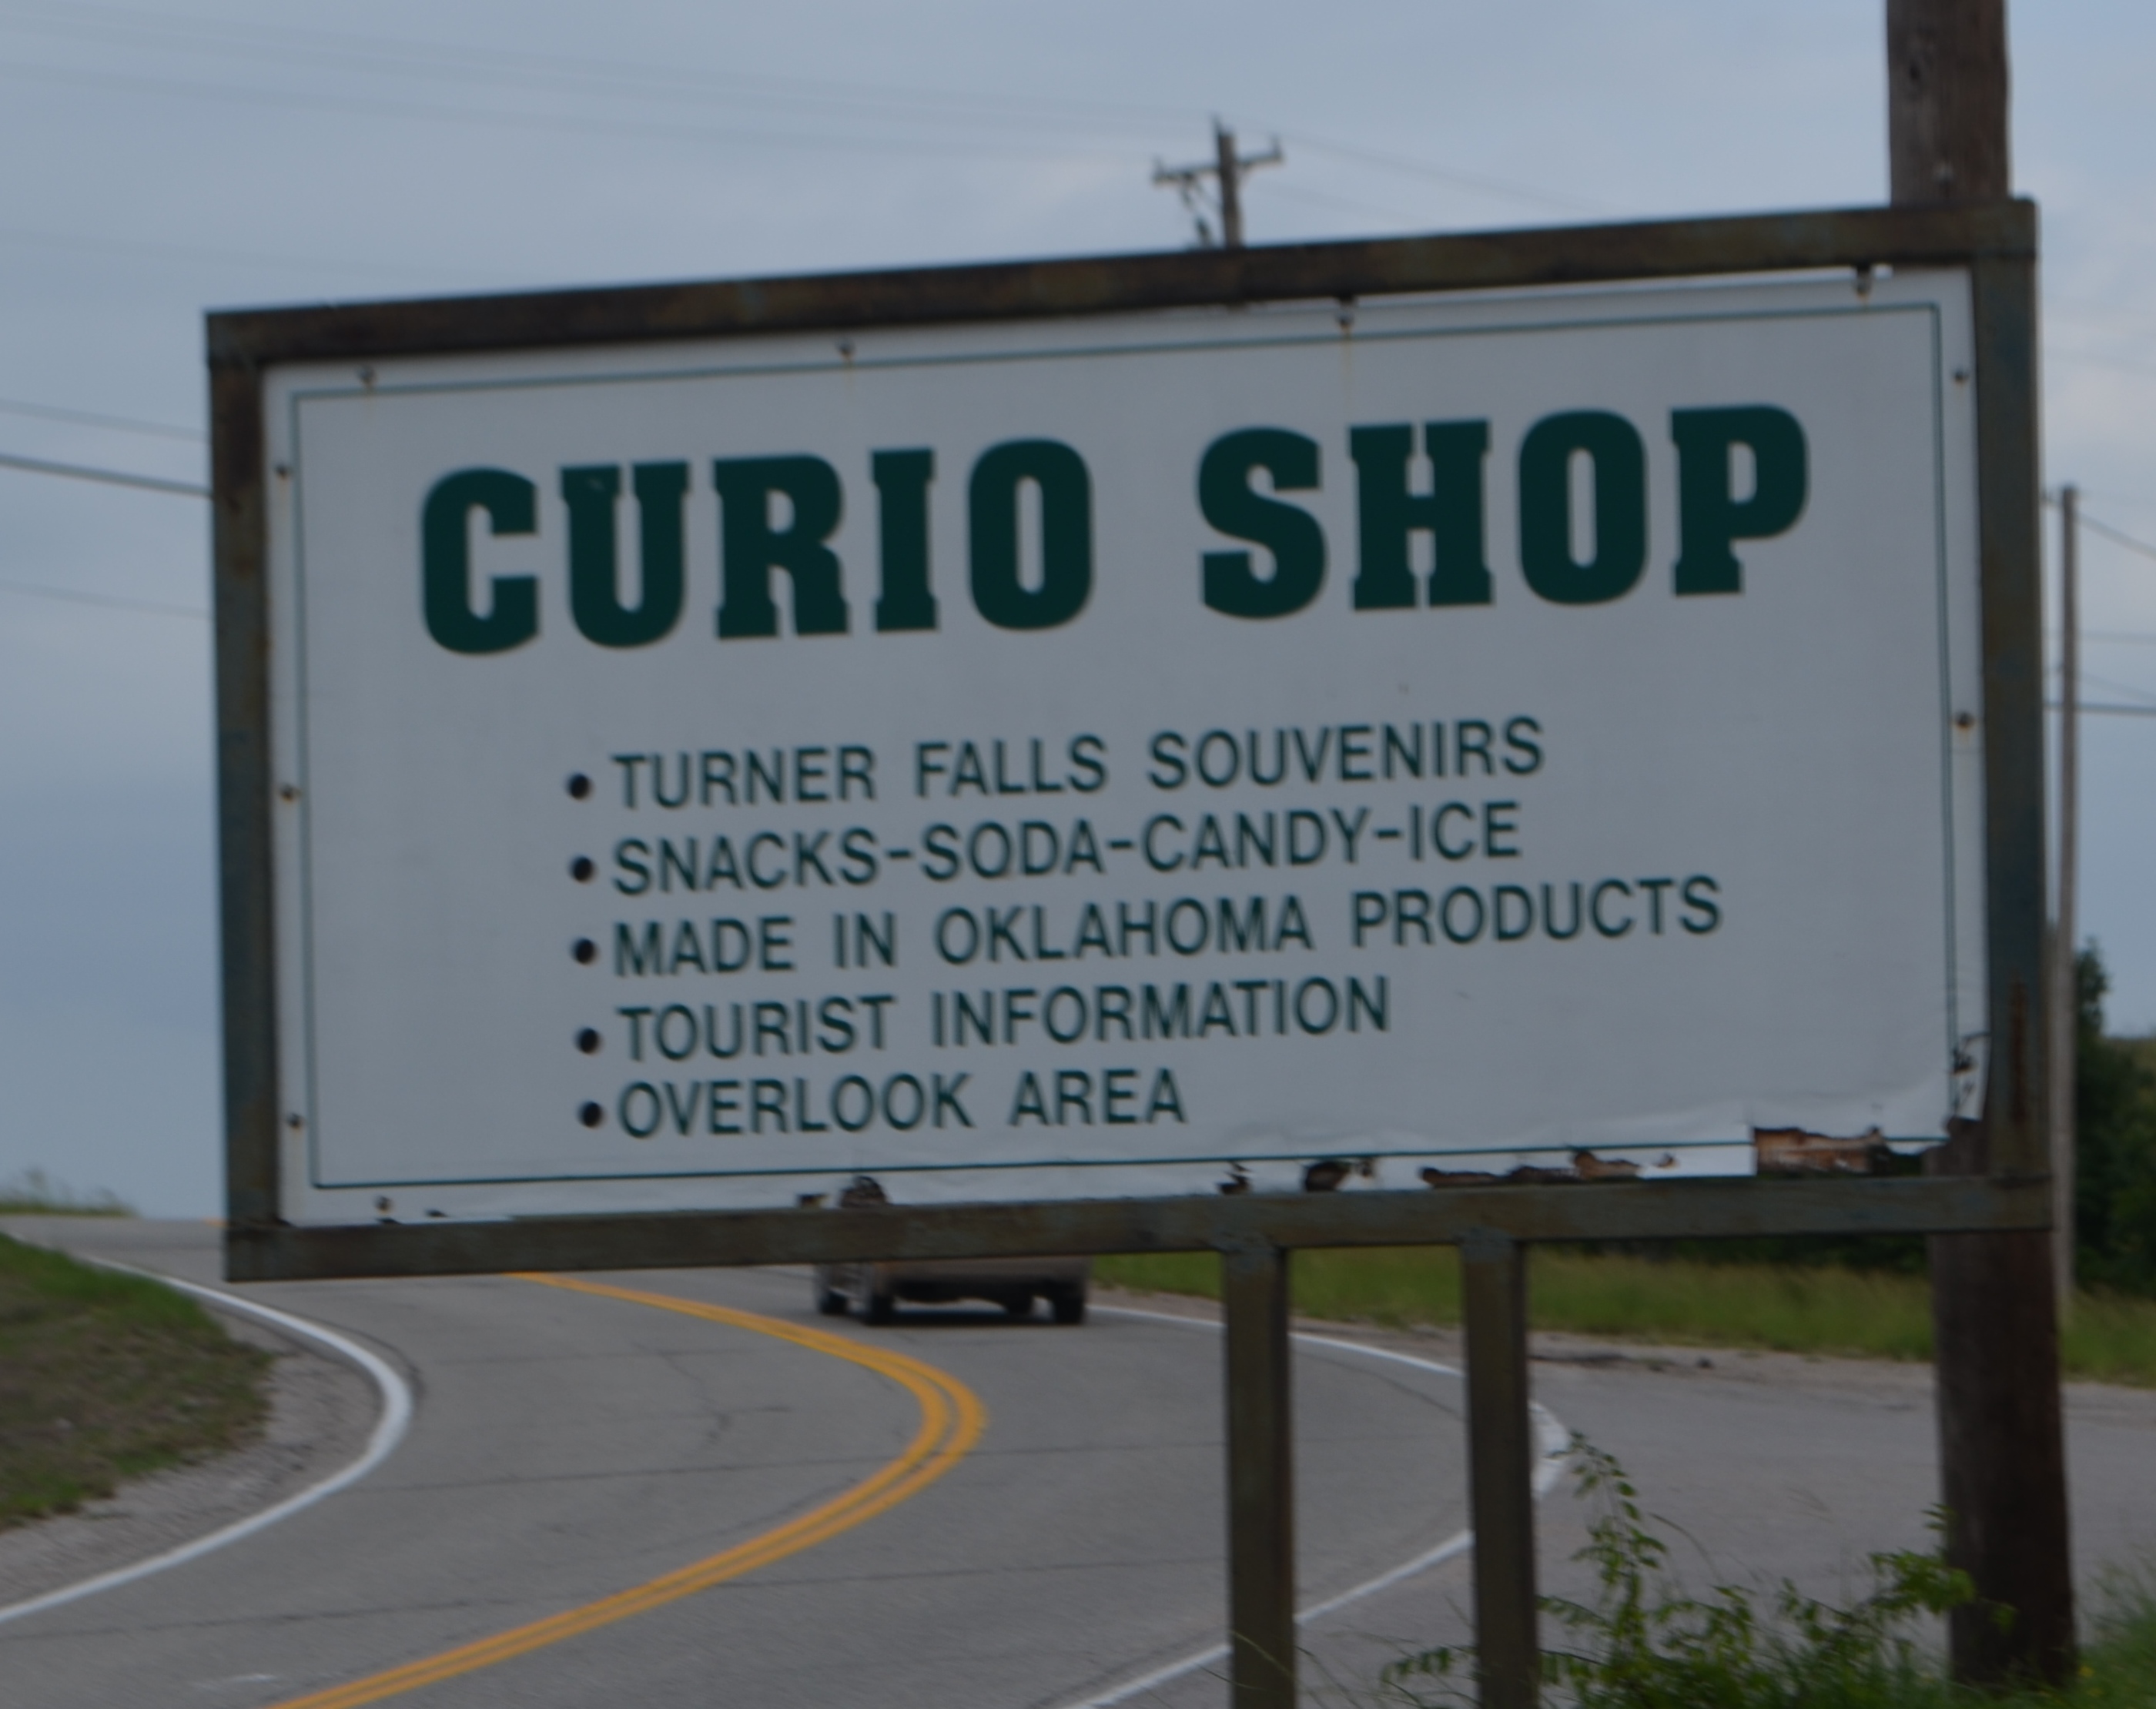 CURIO SHOP
• TURNER FALLS SOUVENIRS
• SNACKS-SODA-CANDY-ICE
• MADE IN OKLAHOMA PRODUCTS
• TOURIST INFORMATION
• OVERLOOK AREA